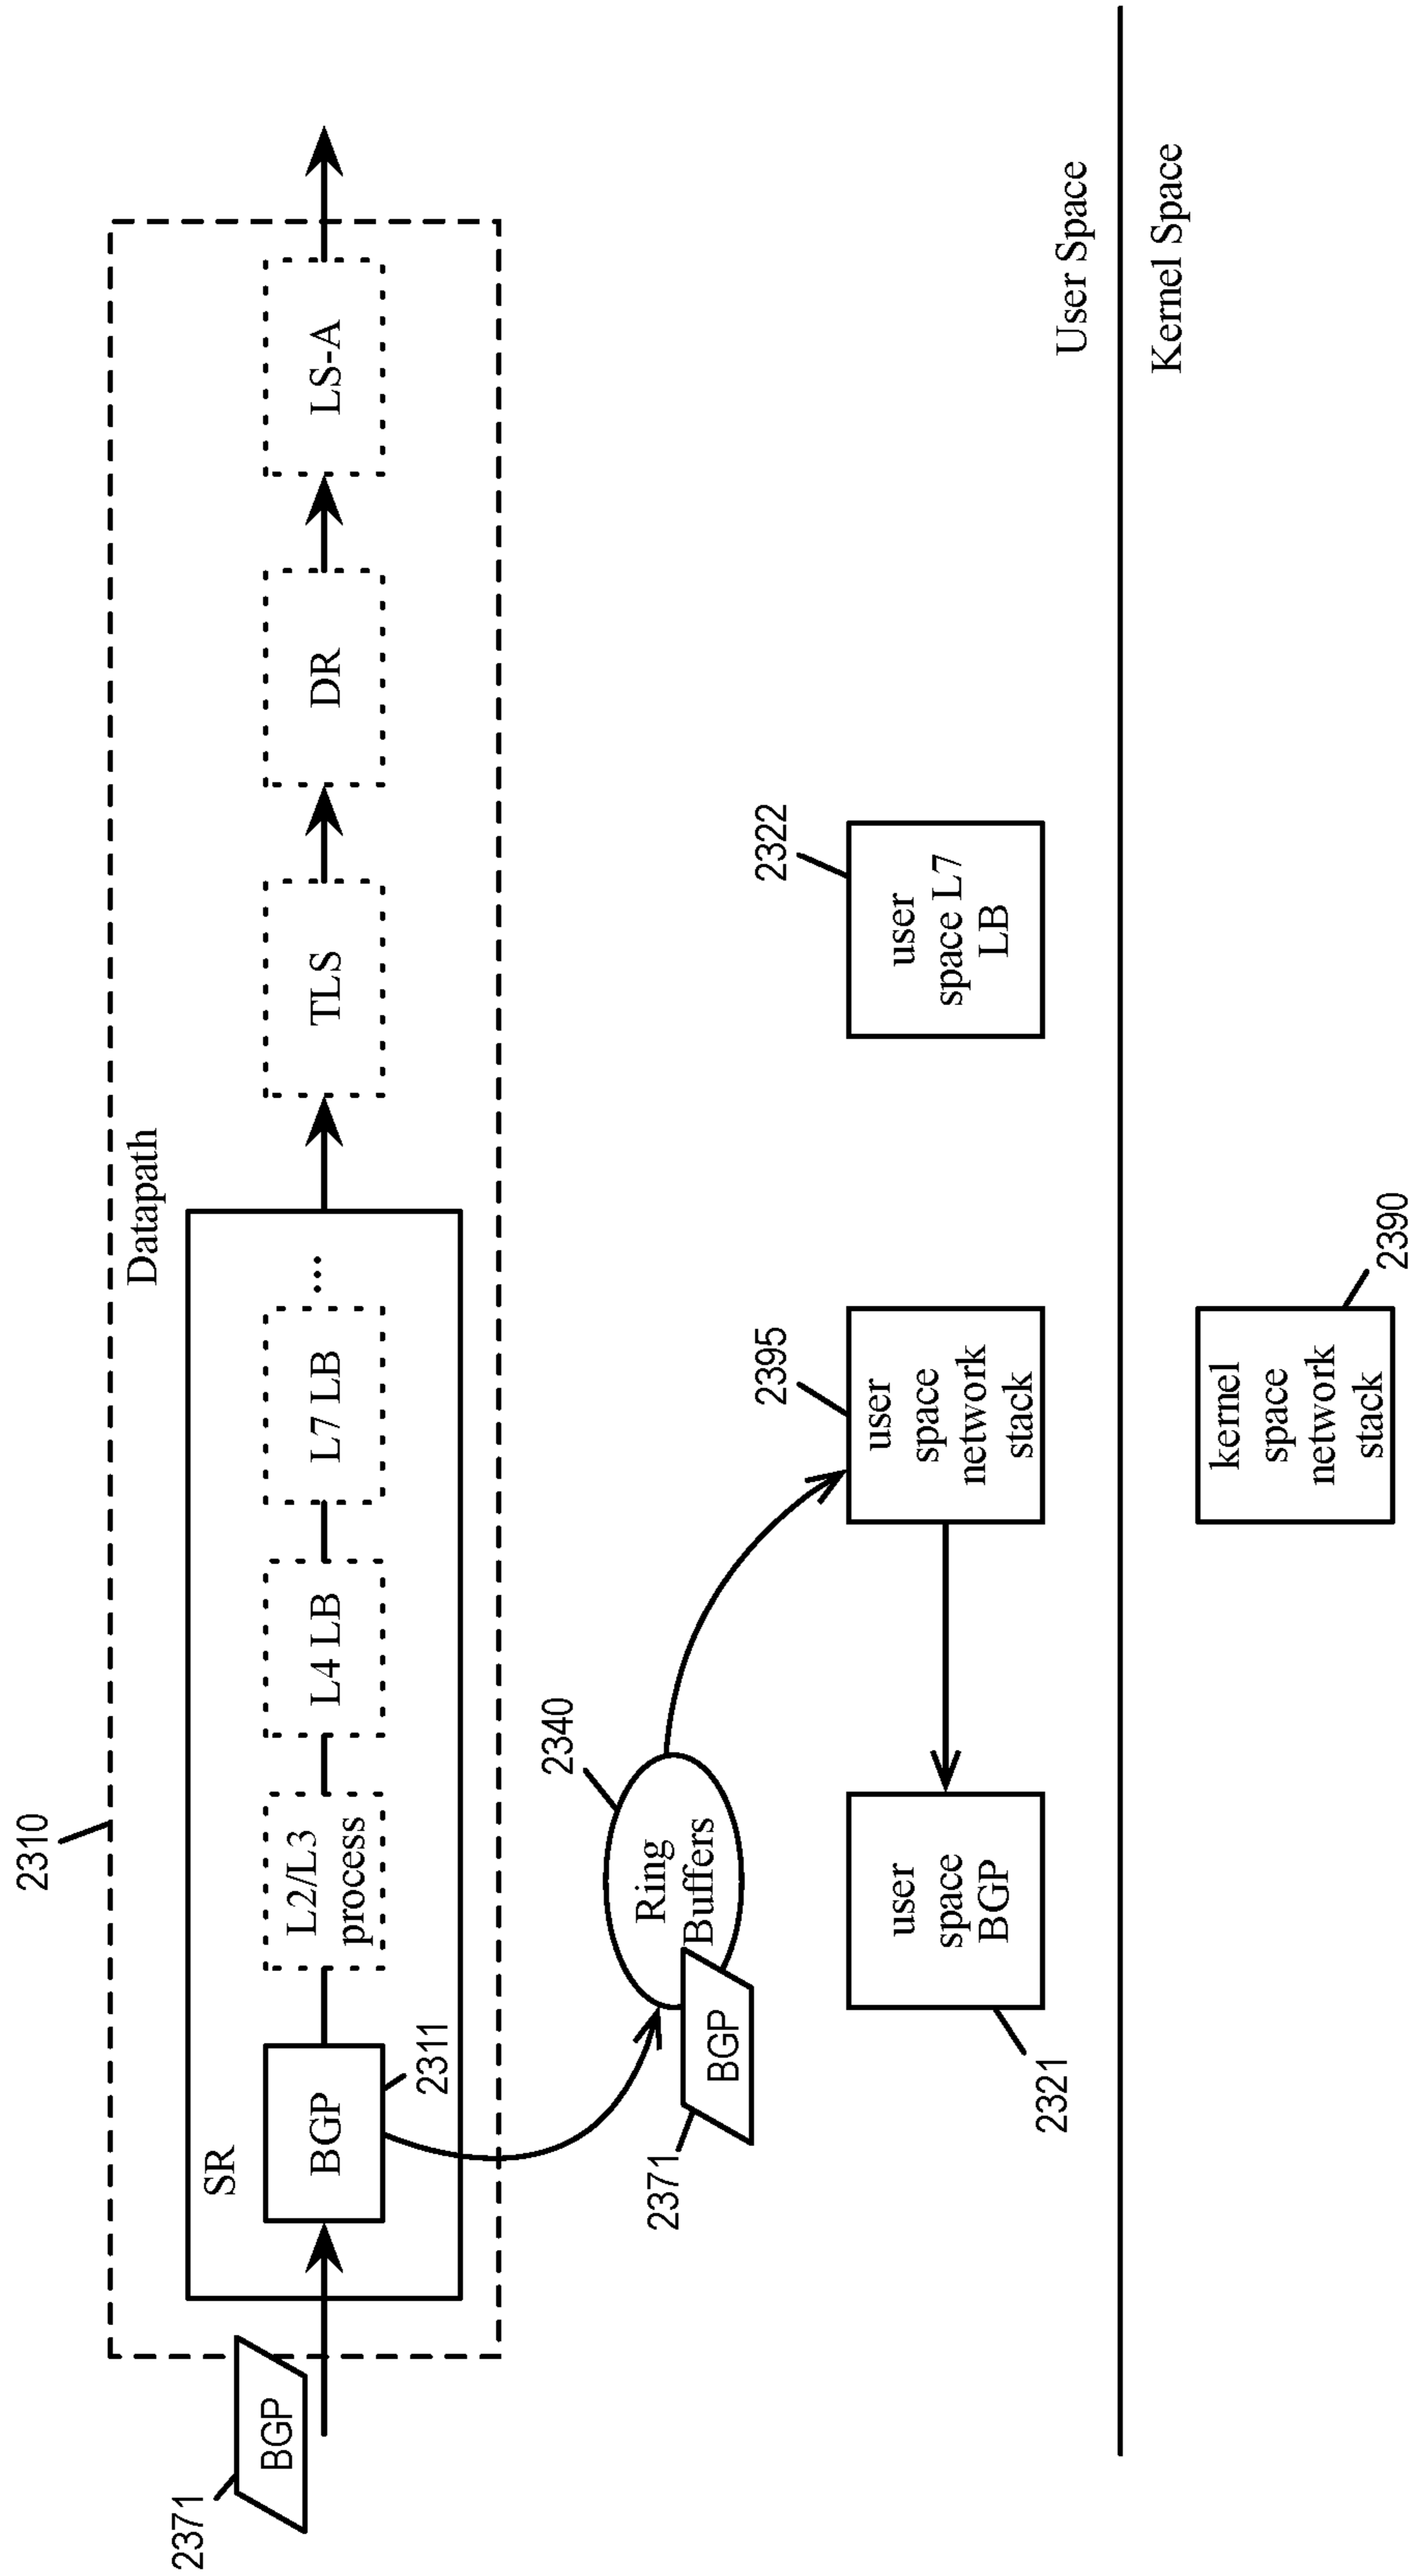 2310
Datapath
SR
2371
BGP
BGP
2311
L2/L3
process
L4 LB
L7 LB
...
TLS
DR
LS-A
2340
Ring
Buffers
BGP
2371
2395
user
space
network
stack
2322
user
space L7
LB
user
space
BGP
2321
User Space
Kernel Space
kernel
space
network
stack
2390